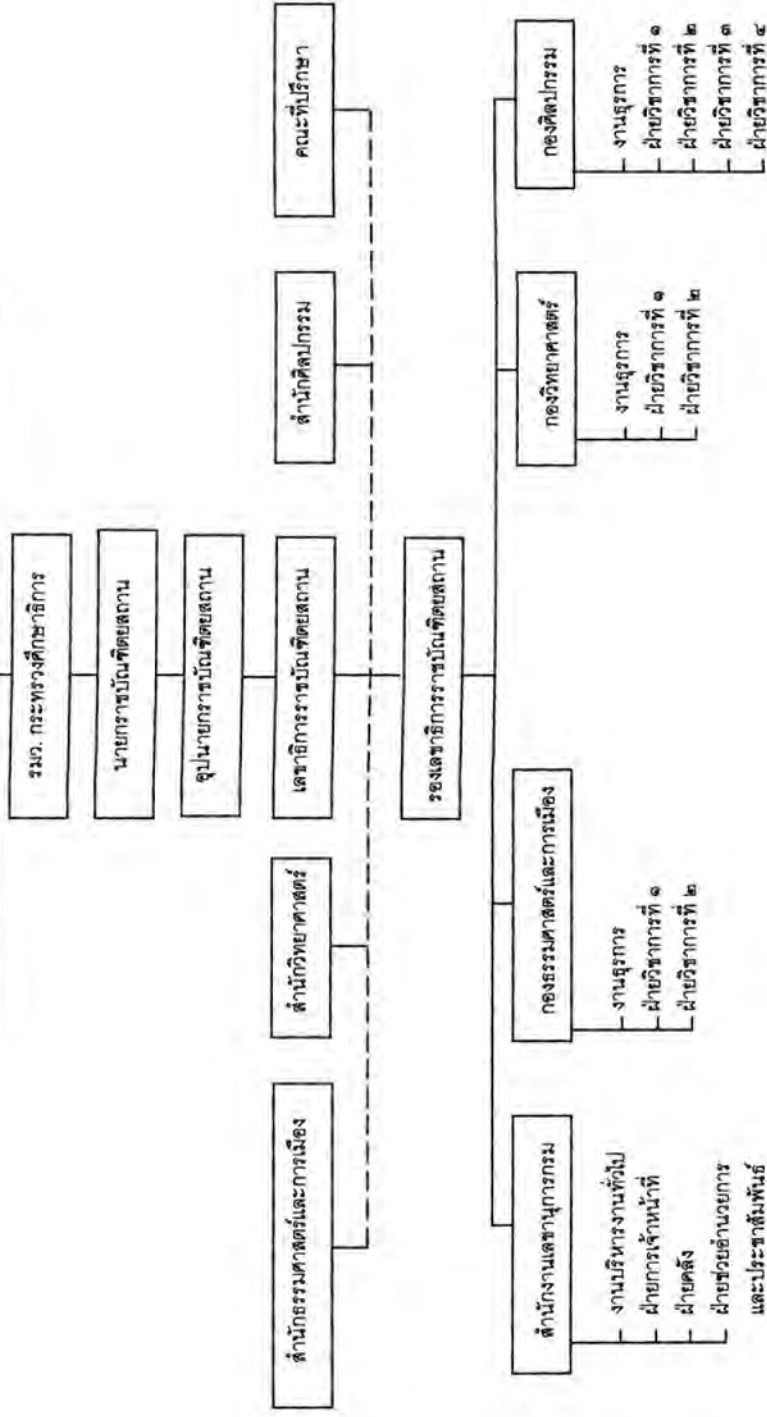 รมว. กระทรวงศึกษาธิการ
นายกราชบัณฑิตยสถาน
อุปนายกราชบัณฑิตยสถาน
สำนักธรรมศาสตร์และการเมือง
สำนักวิทยาศาสตร์
เลขาธิการราชบัณฑิตยสถาน
สำนักศิลปกรรม
คณะที่ปรึกษา
รองเลขาธิการราชบัณฑิตยสถาน
สำนักงานเลขานุการกรม
งานบริหารงานทั่วไป
ฝ่ายการเจ้าหน้าที่
ฝ่ายคลัง
ฝ่ายช่วยอำนวยการ
และประชาสัมพันธ์
กองธรรมศาสตร์และการเมือง
งานธุรการ
ฝ่ายวิชาการที่ ๑
ฝ่ายวิชาการที่ ๒
กองวิทยาศาสตร์
งานธุรการ
ฝ่ายวิชาการที่ ๑
ฝ่ายวิชาการที่ ๒
กองศิลปกรรม
งานธุรการ
ฝ่ายวิชาการที่ ๑
ฝ่ายวิชาการที่ ๒
ฝ่ายวิชาการที่ ๓
ฝ่ายวิชาการที่ ๔